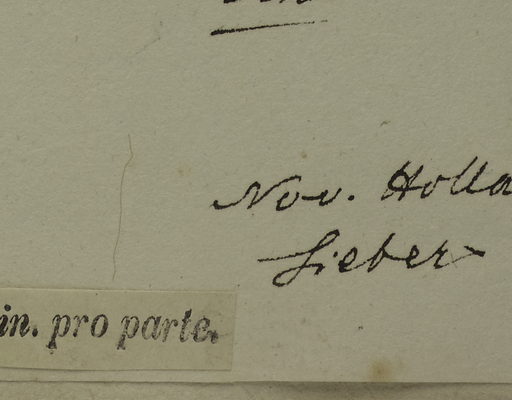 Nov. Holla
Sieber
in. pro parte.